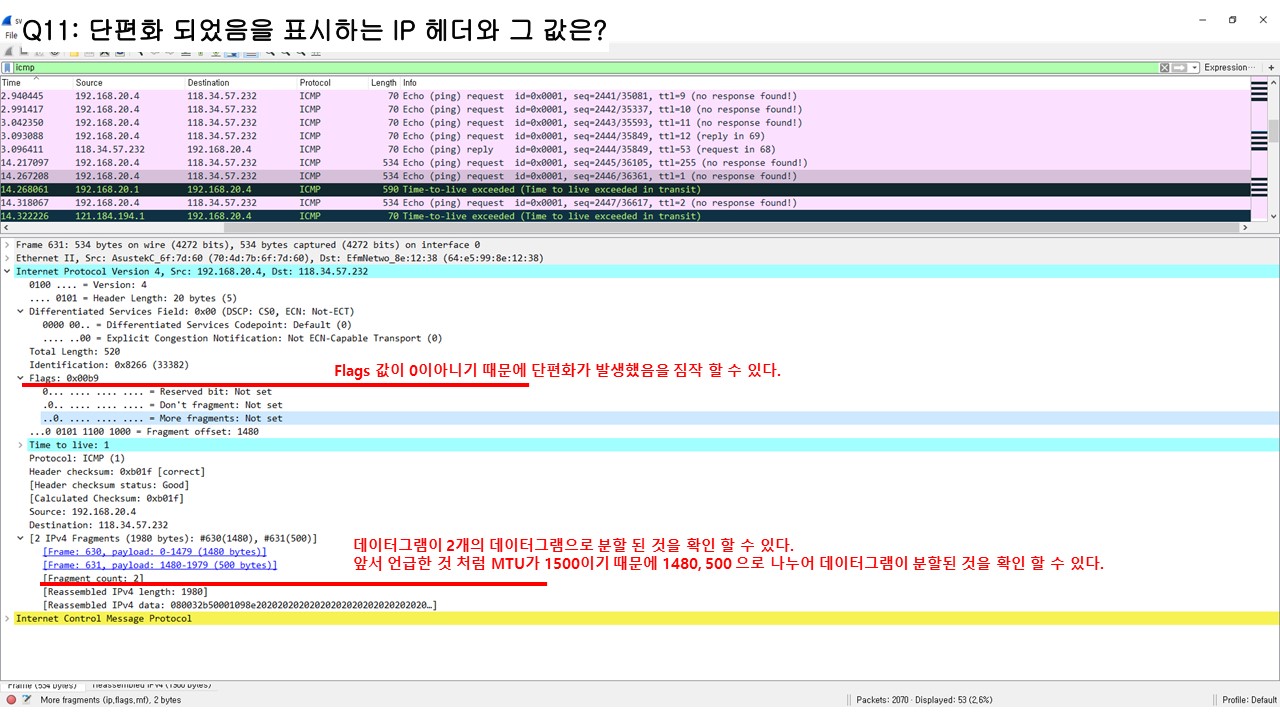 sv
Q11: 단편화 되었음을 표시하는 IP 헤더와 그 값은?
File
icmp
Expression…
+
Time Source Destination Protocol Length Info
2.940445 192.168.20.4 118.34.57.232 ICMP 70 Echo (ping) request id=0x0001, seq=2441/35081, ttl=9 (no response found!)
2.991417 192.168.20.4 118.34.57.232 ICMP 70 Echo (ping) request id=0x0001, seq=2442/35337, ttl=10 (no response found!)
3.042350 192.168.20.4 118.34.57.232 ICMP 70 Echo (ping) request id=0x0001, seq=2443/35593, ttl=11 (no response found!)
3.093088 192.168.20.4 118.34.57.232 ICMP 70 Echo (ping) request id=0x0001, seq=2444/35849, ttl=12 (reply in 69)
3.096411 118.34.57.232 192.168.20.4 ICMP 70 Echo (ping) reply id=0x0001, seq=2444/35849, ttl=53 (request in 68)
14.217097 192.168.20.4 118.34.57.232 ICMP 534 Echo (ping) request id=0x0001, seq=2445/36105, ttl=255 (no response found!)
14.267208 192.168.20.4 118.34.57.232 ICMP 534 Echo (ping) request id=0x0001, seq=2446/36361, ttl=1 (no response found!)
14.268061 192.168.20.1 192.168.20.4 ICMP 590 Time-to-live exceeded (Time to live exceeded in transit)
14.318067 192.168.20.4 118.34.57.232 ICMP 534 Echo (ping) request id=0x0001, seq=2447/36617, ttl=2 (no response found!)
14.322226 121.184.194.1 192.168.20.4 ICMP 70 Time-to-live exceeded (Time to live exceeded in transit)
Frame 631: 534 bytes on wire (4272 bits), 534 bytes captured (4272 bits) on interface 0
Ethernet II, Src: AsustekC_6f:7d:60 (70:4d:7b:6f:7d:60), Dst: EfmNetwo_8e:12:38 (64:e5:99:8e:12:38)
Internet Protocol Version 4, Src: 192.168.20.4, Dst: 118.34.57.232
0100 .... = Version: 4
.... 0101 = Header Length: 20 bytes (5)
Differentiated Services Field: 0x00 (DSCP: CS0, ECN: Not-ECT)
0000 00.. = Differentiated Services Codepoint: Default (0)
.... ..00 = Explicit Congestion Notification: Not ECN-Capable Transport (0)
Total Length: 520
Identification: 0x8266 (33382)
Flags 값이 0이아니기 때문에 단편화가 발생했음을 짐작 할 수 있다.
Flags: 0x00b9
0... .... .... .... = Reserved bit: Not set
.0.. .... .... .... = Don't fragment: Not set
..0. .... .... .... = More fragments: Not set
...0 0101 1100 1000 = Fragment offset: 1480
Time to live: 1
Protocol: ICMP (1)
Header checksum: 0xb01f [correct]
[Header checksum status: Good]
[Calculated Checksum: 0xb01f]
Source: 192.168.20.4
Destination: 118.34.57.232
[2 IPv4 Fragments (1980 bytes): #630(1480), #631(500)]
데이터그램이 2개의 데이터그램으로 분할 된 것을 확인 할 수 있다.
[Frame: 630, payload: 0-1479 (1480 bytes)]
앞서 언급한 것 처럼 MTU가 1500이기 때문에 1480, 500 으로 나누어 데이터그램이 분할된 것을 확인 할 수 있다.
[Frame: 631, payload: 1480-1979 (500 bytes)]
[Fragment count: 2]
[Reassembled IPv4 length: 1980]
[Reassembled IPv4 data: 080032b50001098e20202020202020202020202020202020…]
Internet Control Message Protocol
Frame (534 bytes) Reassembled IPv4 (1980 bytes)
More fragments (ip,flags,mf), 2 bytes
Packets: 2070 · Displayed: 53 (2,6%)
Profile: Default